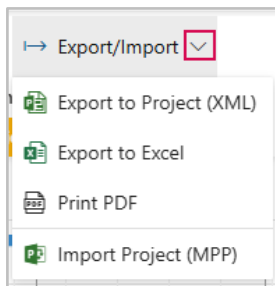 Export/Import
Export to Project (XML)
Export to Excel
Print PDF
Import Project (MPP)